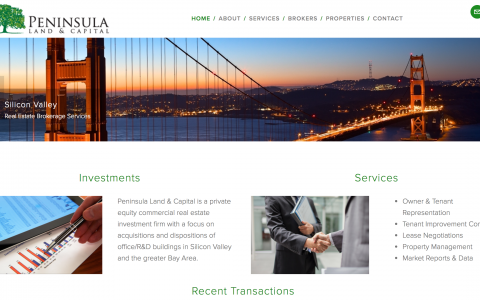 PENINSULA
LAND & CAPITAL
HOME / ABOUT / SERVICES / BROKERS / PROPERTIES / CONTACT
Silicon Valley
Real Estate Brokerage Services
Investments
Peninsula Land & Capital is a private
equity commercial real estate
investment firm with a focus on
acquisitions and dispositions of
office/R&D buildings in Silicon Valley
and the greater Bay Area.
Services
Owner & Tenant
Representation
Tenant Improvement Con
Lease Negotiations
Property Management
Market Reports & Data
Recent Transactions